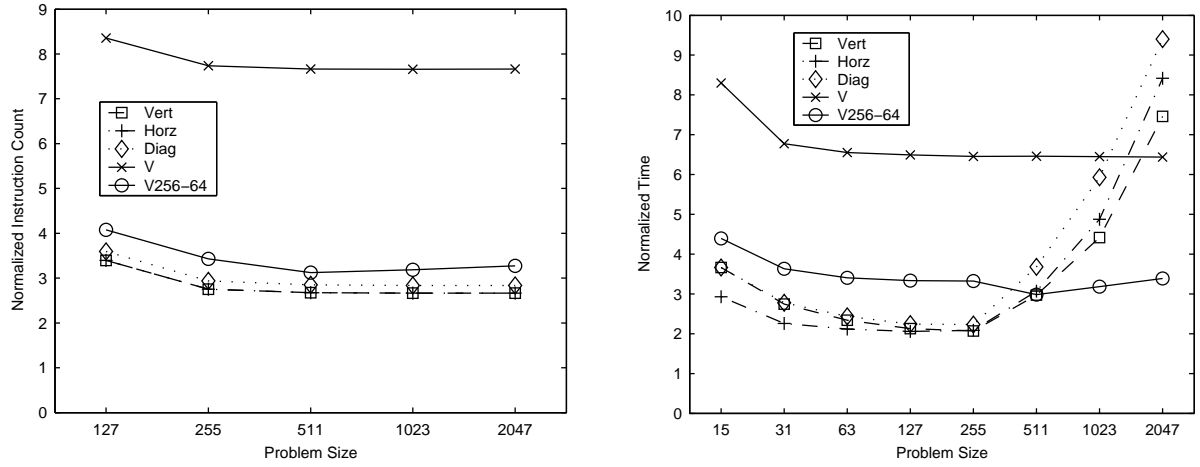 9
8
7
6
5
4
3
2
1
0
Normalized Instruction Count
Vert
Horz
Diag
V
V256−64
127 255 511 1023 2047
Problem Size
10
9
8
7
6
5
4
3
2
1
0
Normalized Time
Vert
Horz
Diag
V
V256−64
15 31 63 127 255 511 1023 2047
Problem Size